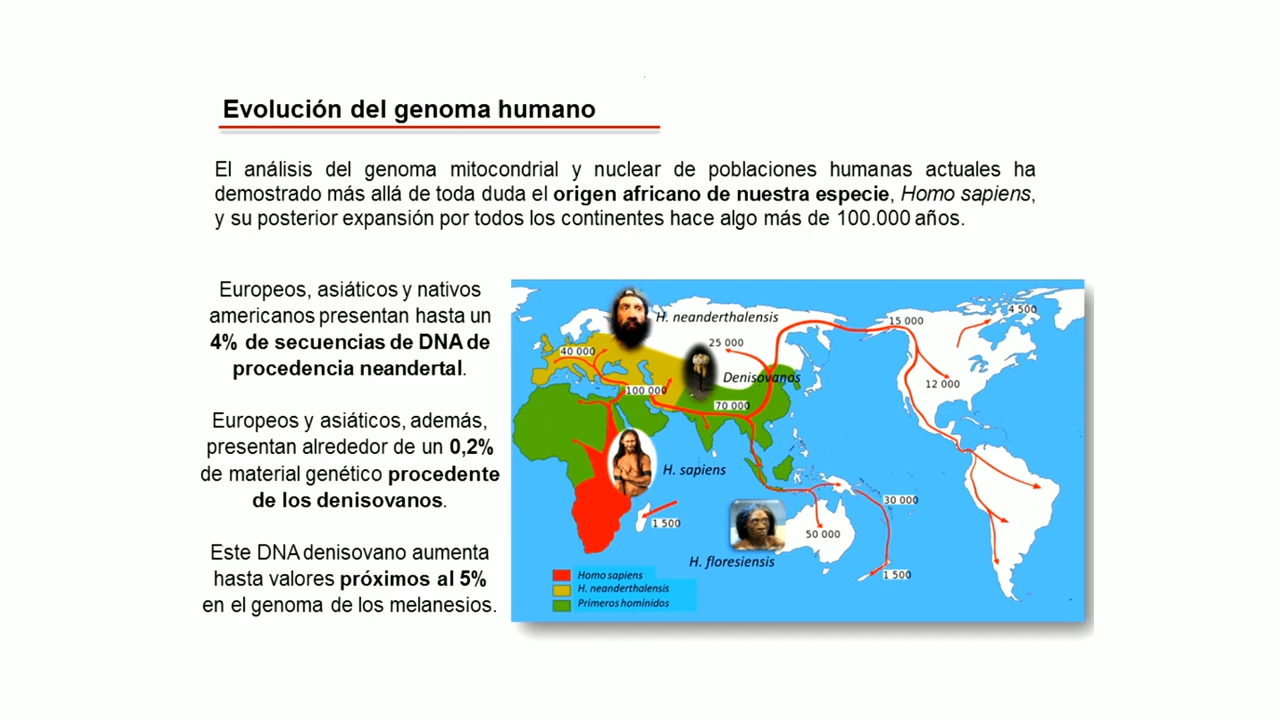 Evolución del genoma humano
El análisis del genoma mitocondrial y nuclear de poblaciones humanas actuales ha
demostrado más allá de toda duda el origen africano de nuestra especie, Homo sapiens,
y su posterior expansión por todos los continentes hace algo más de 100.000 años.
Europeos, asiáticos y nativos
americanos presentan hasta un
4% de secuencias de DNA de
procedencia neandertal.
Europeos y asiáticos, además,
presentan alrededor de un 0,2%
de material genético procedente
de los denisovanos.
Este DNA denisovano aumenta
hasta valores próximos al 5%
en el genoma de los melanesios.
H. neanderthalensis
15 000
4 500
25 000
40 000
Denisovanos
12 000
100 000
70 000
H. sapiens
30 000
1 500
50 000
H. floresiensis
1 500
Homo sapiens
H. neanderthalensis
Primeros homínidos